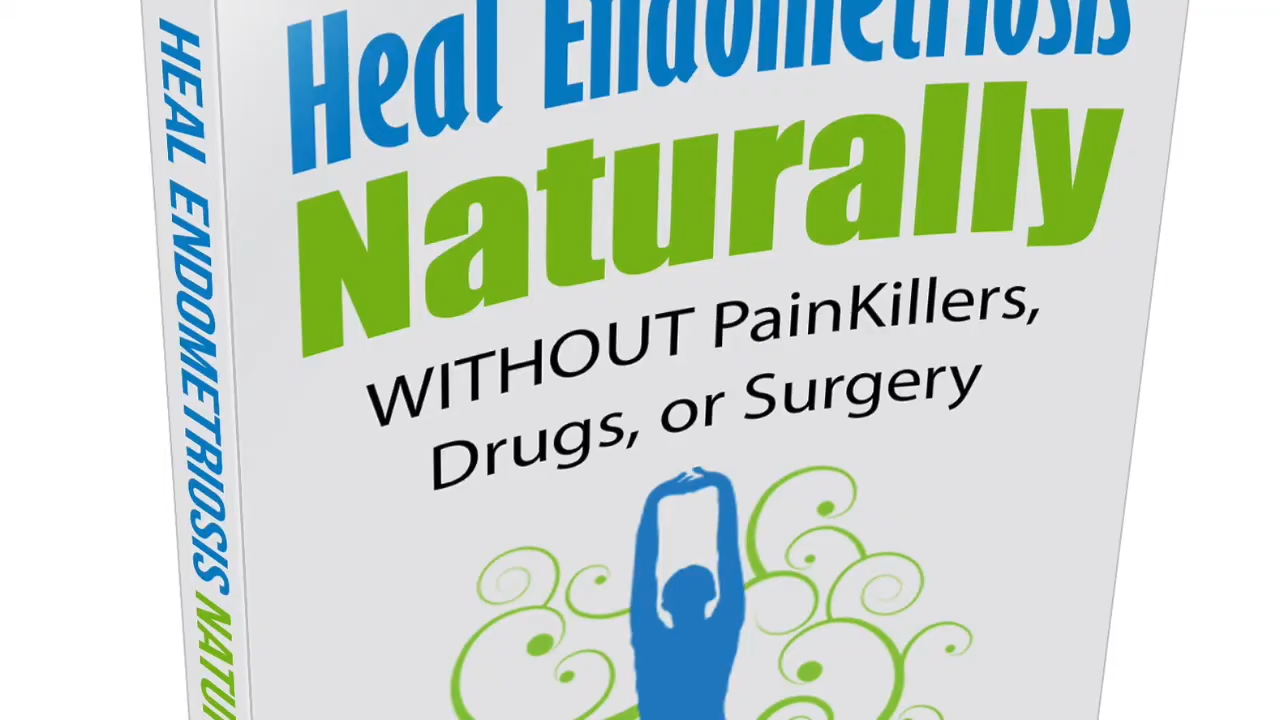 Heal Endometriosis
Naturally
WITHOUT PainKillers,
Drugs, or Surgery
HEAL ENDOMETRIOSIS